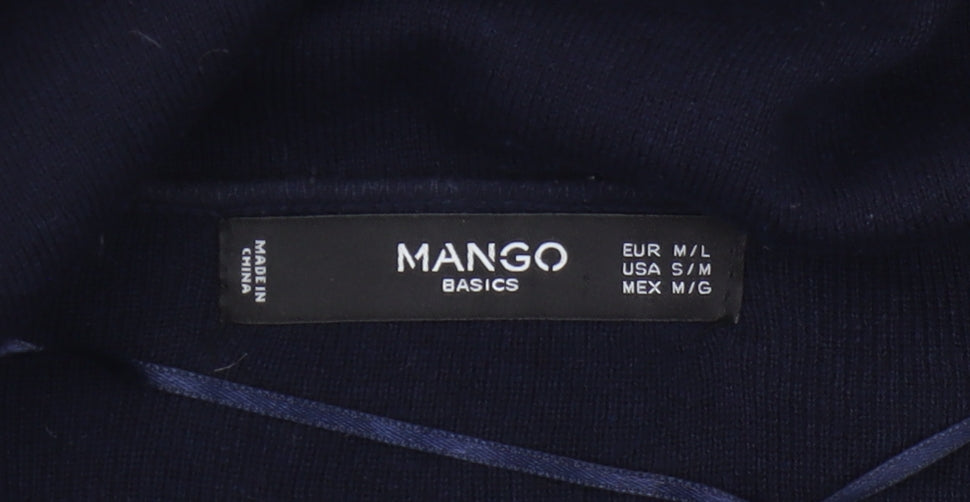 MADE IN
CHINA
MANGO
BASICS
EUR M/L
USA S/M
MEX M/G